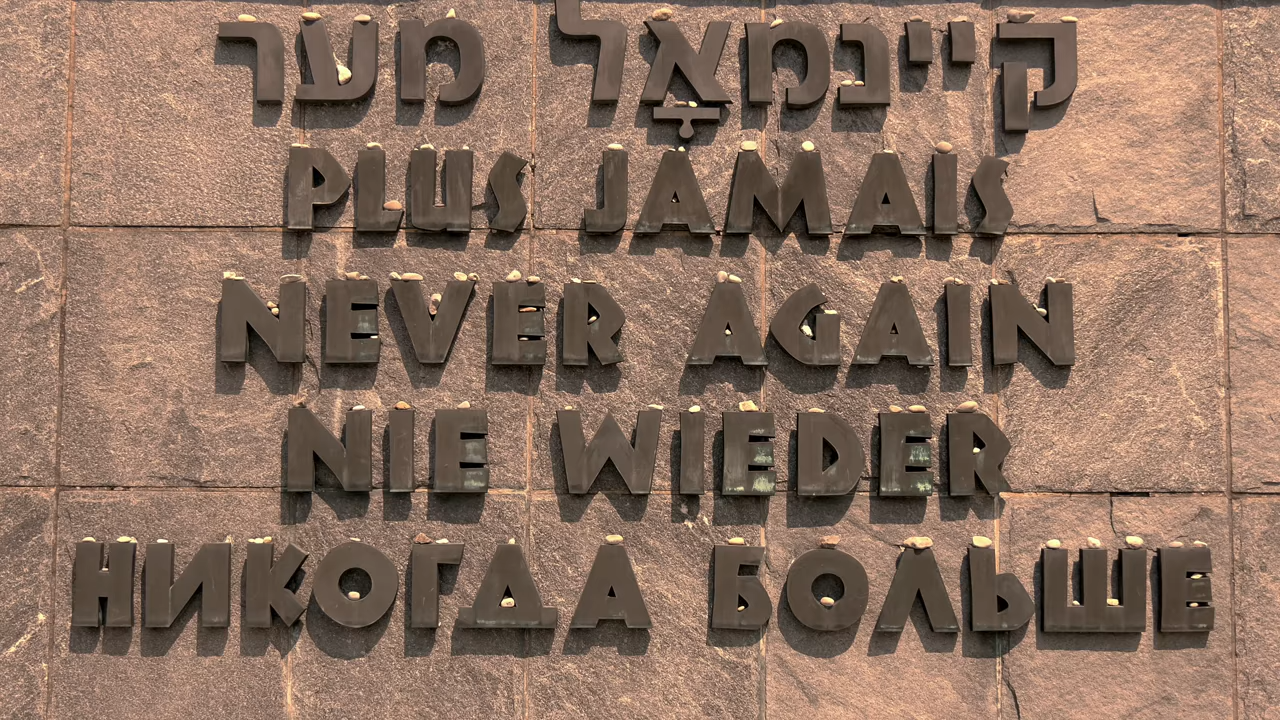 קיינמאָל מער
PLUS JAMAIS
NEVER AGAIN
NIE WIEDER
НИКОГДА БОЛЬШЕ